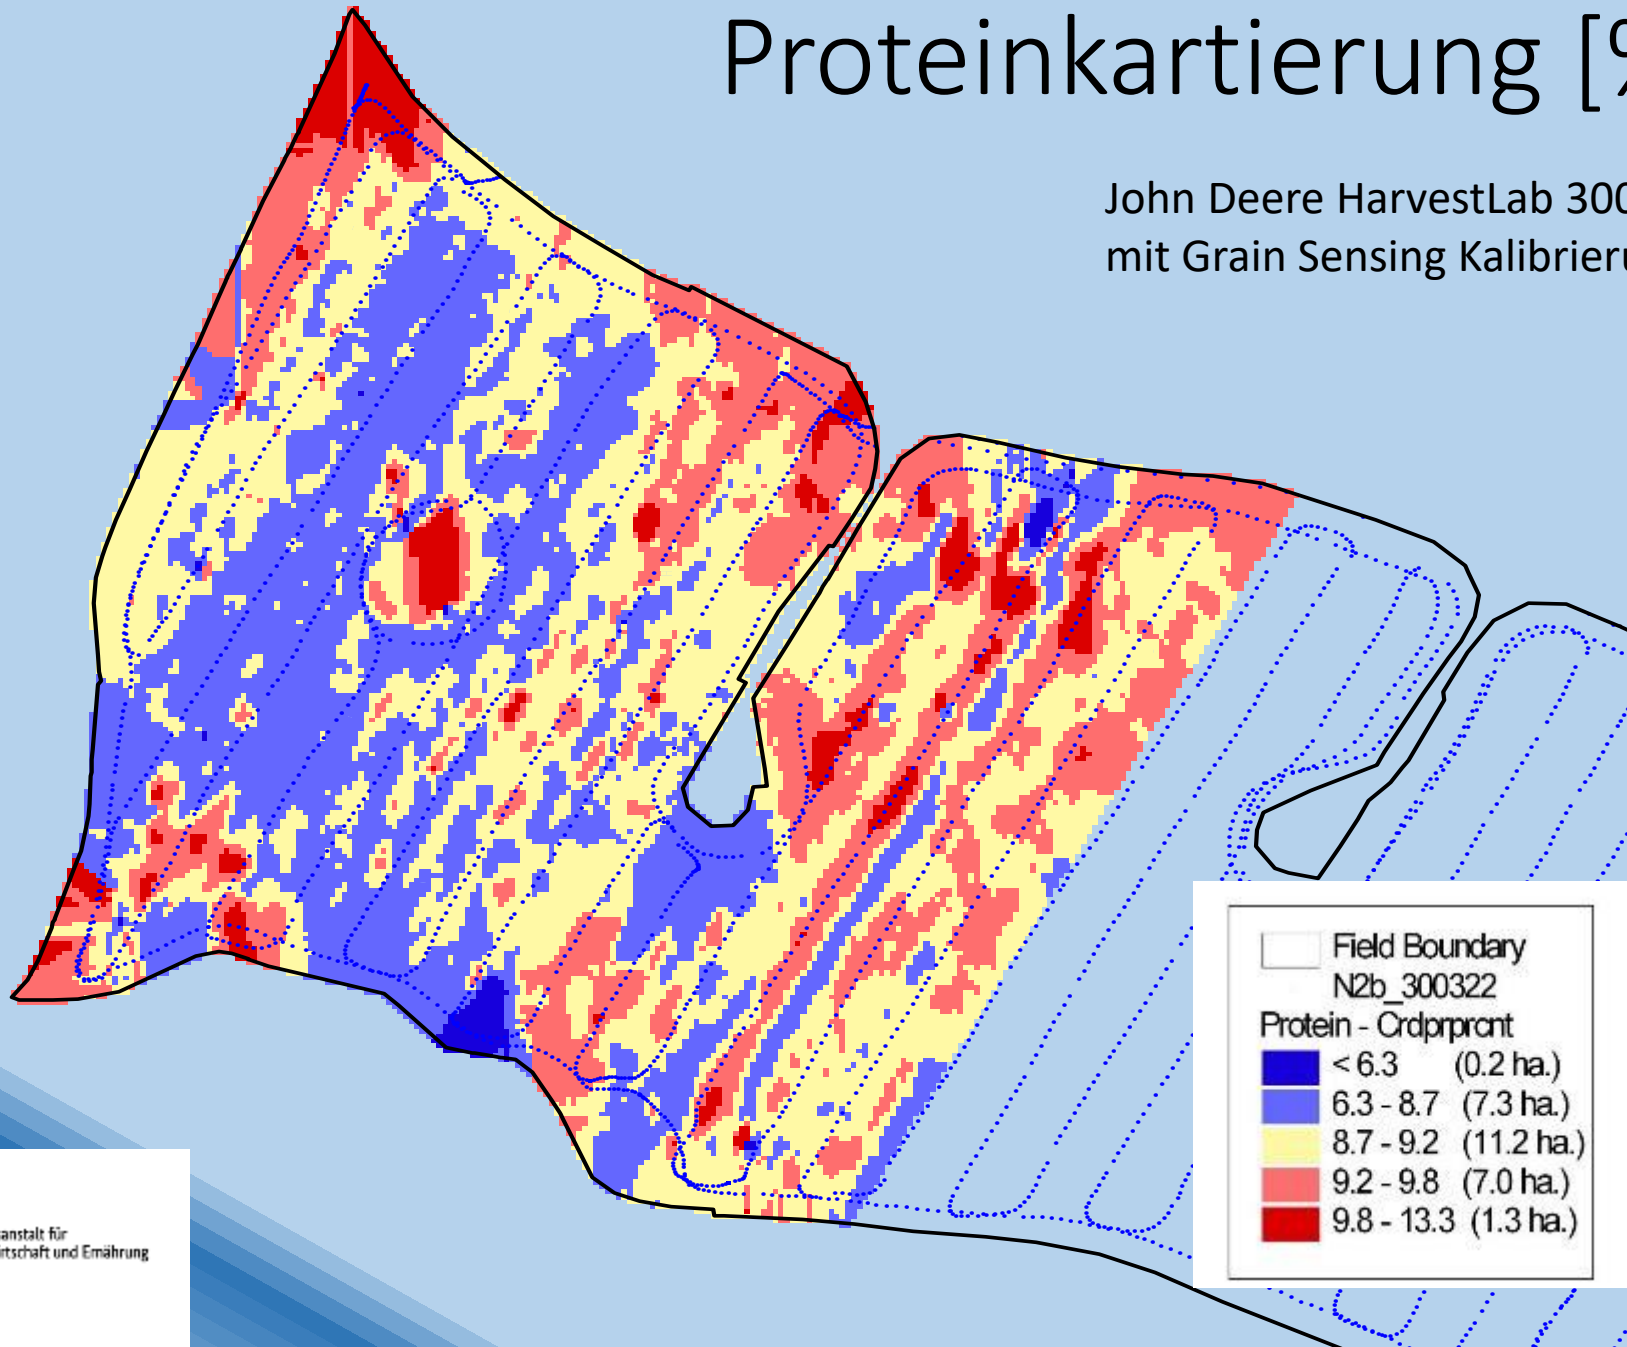 Proteinkartierung [%
John Deere HarvestLab 300
mit Grain Sensing Kalibrieru
Field Boundary
N2b_300322
Protein - Crdprprcnt
< 6.3 (0.2 ha.)
6.3 - 8.7 (7.3 ha.)
8.7 - 9.2 (11.2 ha.)
9.2 - 9.8 (7.0 ha.)
9.8 - 13.3 (1.3 ha.)
anstalt für
rtschaft und Ernährung